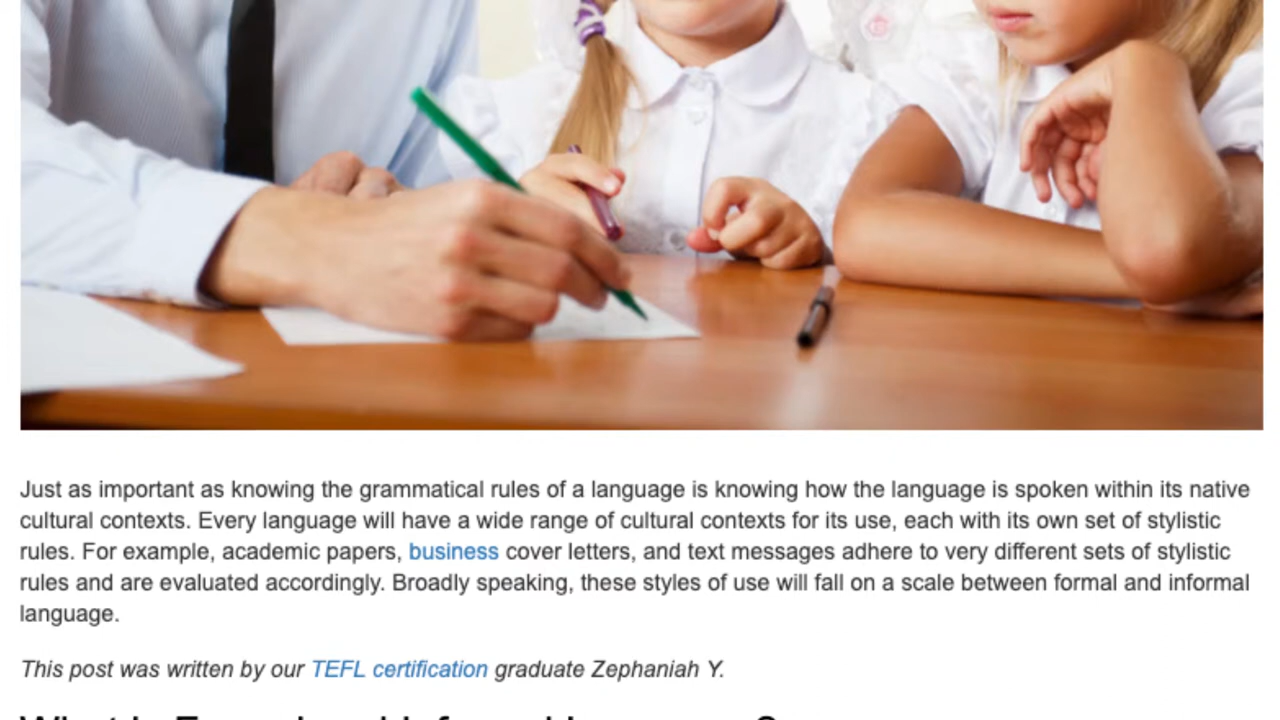 Just as important as knowing the grammatical rules of a language is knowing how the language is spoken within its native
cultural contexts. Every language will have a wide range of cultural contexts for its use, each with its own set of stylistic
rules. For example, academic papers, business cover letters, and text messages adhere to very different sets of stylistic
rules and are evaluated accordingly. Broadly speaking, these styles of use will fall on a scale between formal and informal
language.
This post was written by our TEFL certification graduate Zephaniah Y.